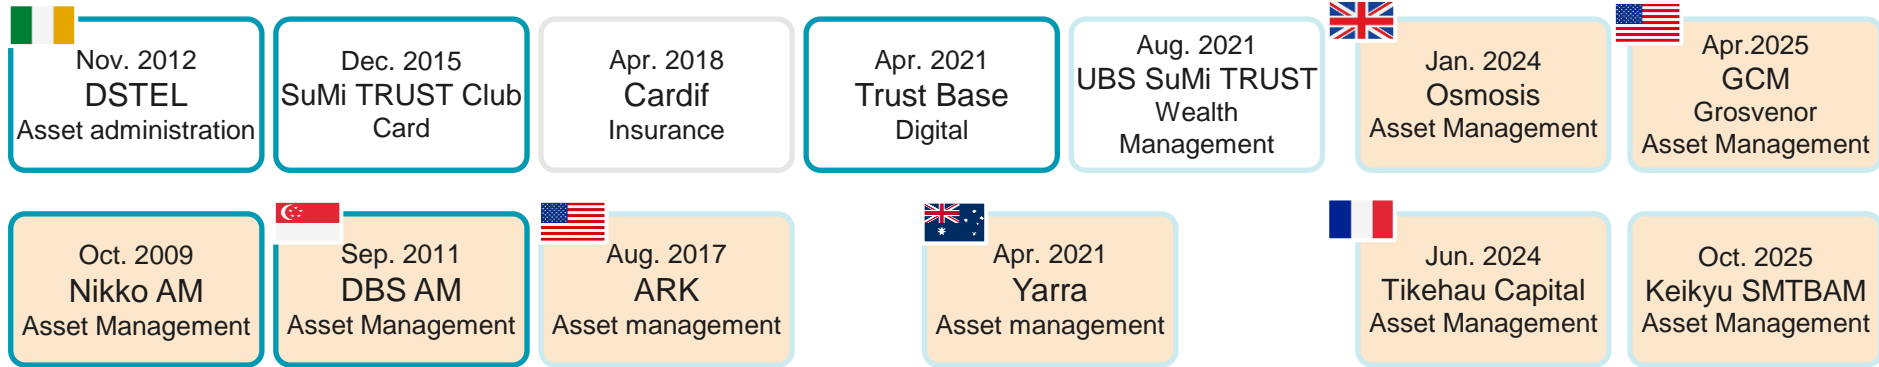 Nov. 2012
DSTEL
Asset administration
Dec. 2015
SuMi TRUST Club
Card
Apr. 2018
Cardif
Insurance
Apr. 2021
Trust Base
Digital
Aug. 2021
UBS SuMi TRUST
Wealth
Management
Jan. 2024
Osmosis
Asset Management
Apr.2025
GCM
Grosvenor
Asset Management
Oct. 2009
Nikko AM
Asset Management
Sep. 2011
DBS AM
Asset Management
Aug. 2017
ARK
Asset management
Apr. 2021
Yarra
Asset management
Jun. 2024
Tikehau Capital
Asset Management
Oct. 2025
Keikyu SMTBAM
Asset Management